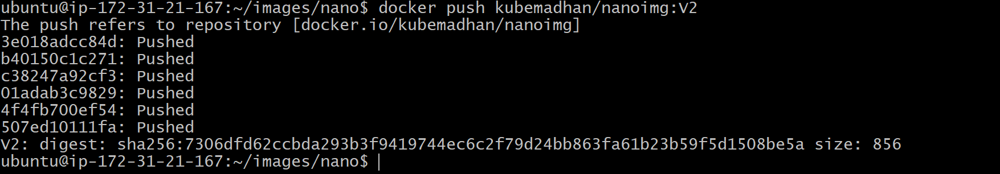 ubuntu@ip-172-31-21-167:~/images/nano$ docker push kubemadhan/nanoimg:V2
The push refers to repository [docker.io/kubemadhan/nanoimg]
3e018adcc84d: Pushed
b40150c1c271: Pushed
c38247a92cf3: Pushed
01adab3c9829: Pushed
4f4fb700ef54: Pushed
507ed10111fa: Pushed
V2: digest: sha256:7306dfd62ccbda293b3f9419744ec6c2f79d24bb863fa61b23b59f5d1508be5a size: 856
ubuntu@ip-172-31-21-167:~/images/nano$